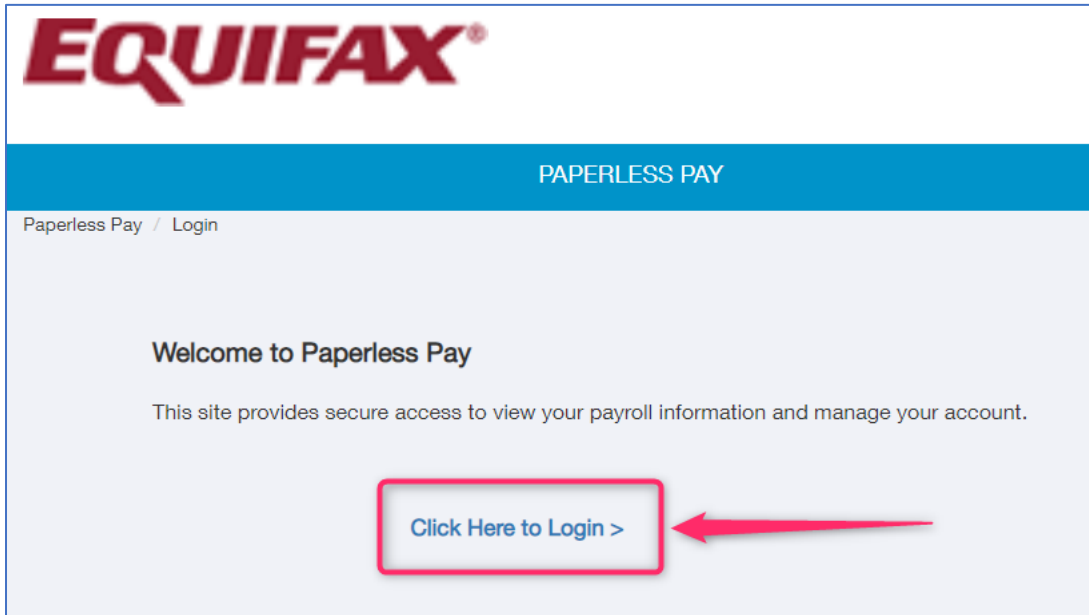 EQUIFAX®
PAPERLESS PAY
Paperless Pay / Login
Welcome to Paperless Pay
This site provides secure access to view your payroll information and manage your account.
Click Here to Login >